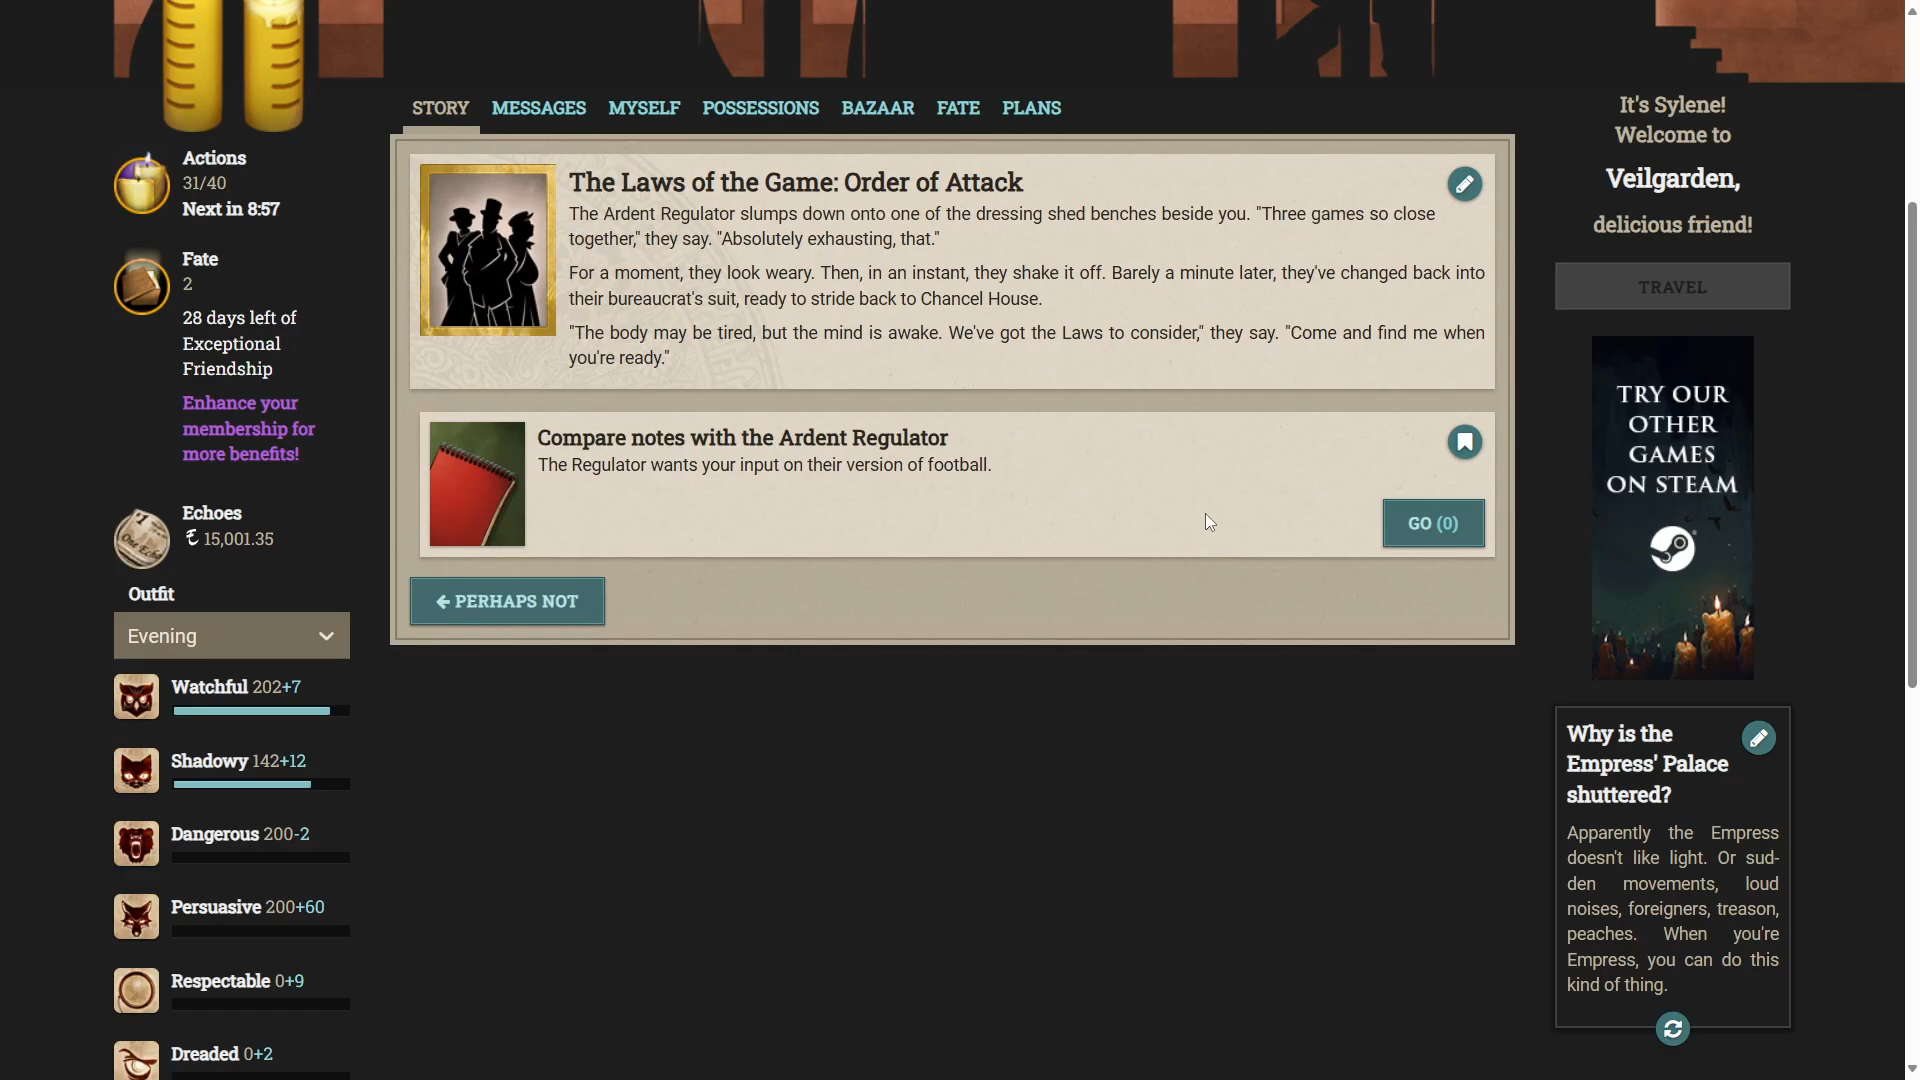 STORY MESSAGES MYSELF POSSESSIONS BAZAAR FATE PLANS
Actions
31/40
Next in 8:57
Fate
2
28 days left of
Exceptional
Friendship
Enhance your
membership for
more benefits!
Echoes
15,001.35
Outfit
Evening
Watchful 202+7
Shadowy 142+12
Dangerous 200-2
Persuasive 200+60
Respectable 0+9
Dreaded 0+2
The Laws of the Game: Order of Attack
The Ardent Regulator slumps down onto one of the dressing shed benches beside you. "Three games so close
together," they say. "Absolutely exhausting, that."
For a moment, they look weary. Then, in an instant, they shake it off. Barely a minute later, they've changed back into
their bureaucrat's suit, ready to stride back to Chancel House.
"The body may be tired, but the mind is awake. We've got the Laws to consider," they say. "Come and find me when
you're ready."
Compare notes with the Ardent Regulator
The Regulator wants your input on their version of football.
GO (0)
PERHAPS NOT
It's Sylene!
Welcome to
Veilgarden,
delicious friend!
TRAVEL
TRY OUR
OTHER
GAMES
ON STEAM
Why is the
Empress' Palace
shuttered?
Apparently the Empress
doesn't like light. Or sud-
den movements, loud
noises, foreigners, treason,
peaches. When you're
Empress, you can do this
kind of thing.